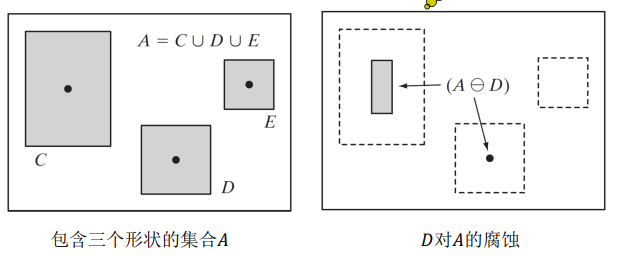 A = C ∪ D ∪ E
E
C
D
(A ⊖ D)
包含三个形状的集合A
D对A的腐蚀